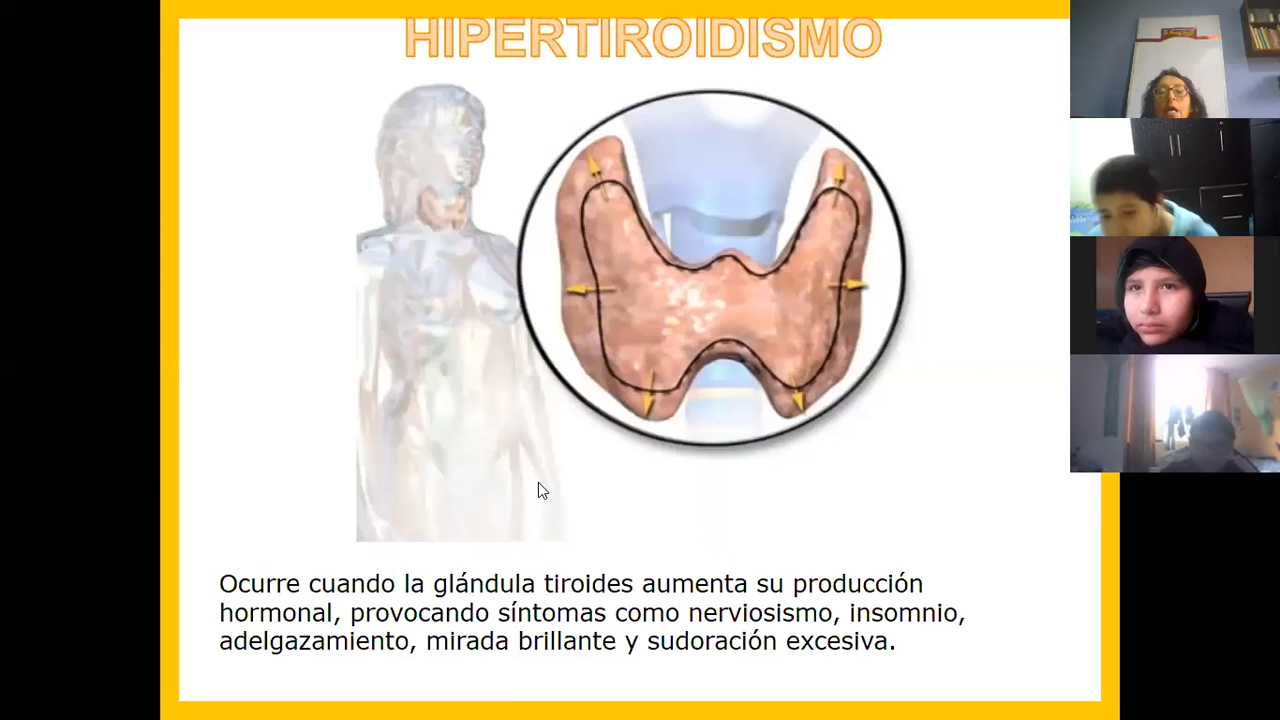 HIPERTIROIDISMO
Ocurre cuando la glándula tiroides aumenta su producción
hormonal, provocando síntomas como nerviosismo, insomnio,
adelgazamiento, mirada brillante y sudoración excesiva.